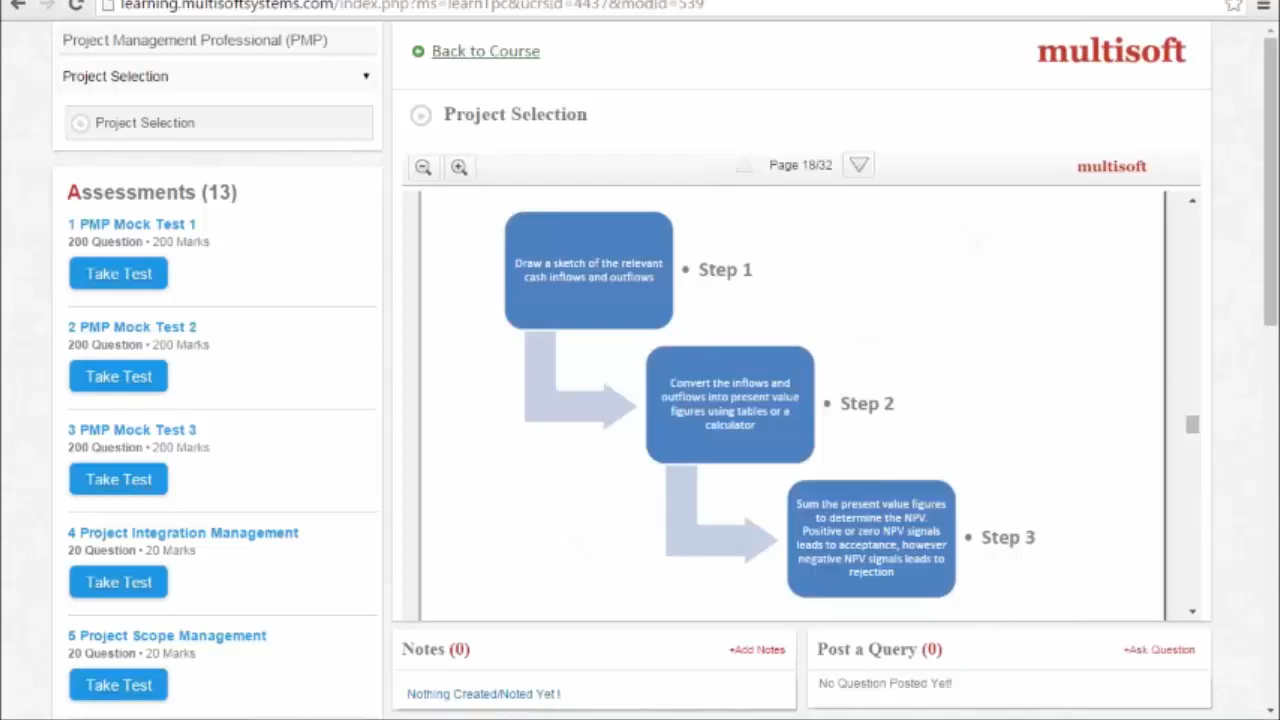 learning.multisoftsystems.com/index.php?ms=learn1pc&ucrsid=4437&modid=539
Project Management Professional (PMP)
Project Selection
Project Selection
Assessments (13)
1 PMP Mock Test 1
200 Question • 200 Marks
Take Test
2 PMP Mock Test 2
200 Question • 200 Marks
Take Test
3 PMP Mock Test 3
200 Question • 200 Marks
Take Test
4 Project Integration Management
20 Question • 20 Marks
Take Test
5 Project Scope Management
20 Question • 20 Marks
Take Test
Back to Course
multisoft
Project Selection
Page 18/32
multisoft
Draw a sketch of the relevant
cash inflows and outflows
• Step 1
Convert the inflows and
outflows into present value
figures using tables or a
calculator
• Step 2
Sum the present value figures
to determine the NPV.
Positive or zero NPV signals
leads to acceptance, however
negative NPV signals leads to
rejection
• Step 3
Notes (0)
+Add Notes
Nothing Created/Noted Yet !
Post a Query (0)
+Ask Question
No Question Posted Yet!